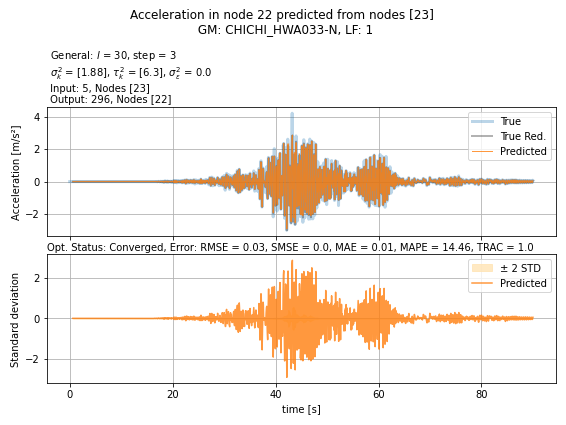 Acceleration in node 22 predicted from nodes [23]
GM: CHICHI_HWA033-N, LF: 1
General: l = 30, step = 3
σ²ₖ = [1.88], τ²ₖ = [6.3], σ²ε = 0.0
Input: 5, Nodes [23]
Output: 296, Nodes [22]
Acceleration [m/s²]
4
2
0
−2
True
True Red.
Predicted
Opt. Status: Converged, Error: RMSE = 0.03, SMSE = 0.0, MAE = 0.01, MAPE = 14.46, TRAC = 1.0
Standard deviation
2
0
−2
± 2 STD
Predicted
0 20 40 60 80
time [s]